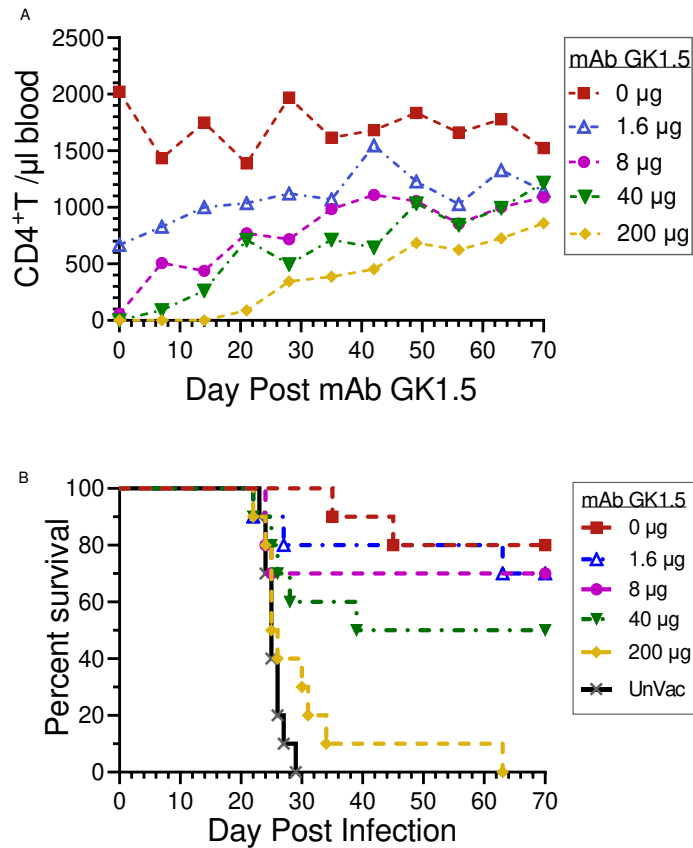 A
CD4+T /µl blood
2500
2000
1500
1000
500
0
0 10 20 30 40 50 60 70
Day Post mAb GK1.5
mAb GK1.5
0 µg
1.6 µg
8 µg
40 µg
200 µg
B
Percent survival
100
80
60
40
20
0
0 10 20 30 40 50 60 70
Day Post Infection
mAb GK1.5
0 µg
1.6 µg
8 µg
40 µg
200 µg
UnVac